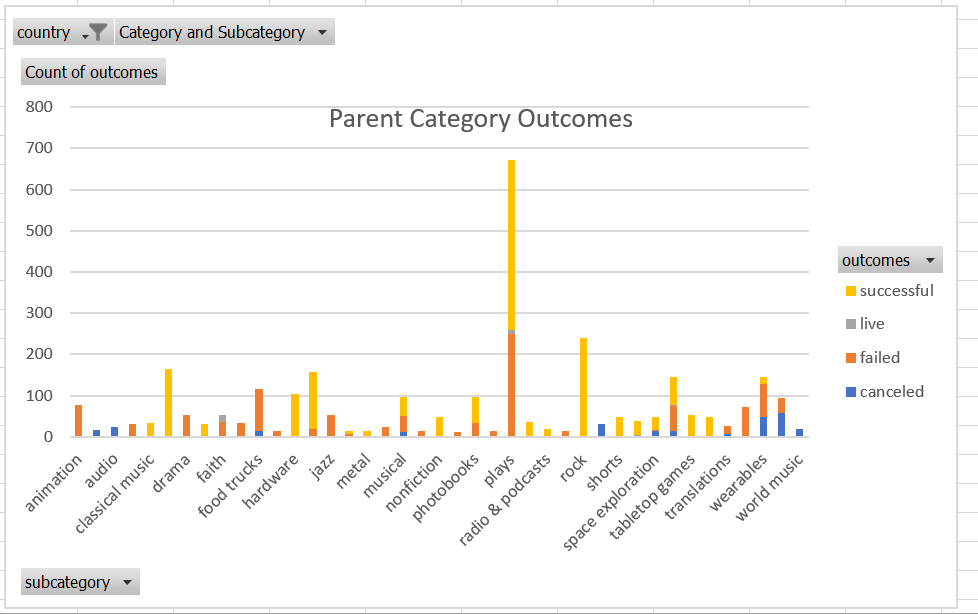 country
Category and Subcategory
Count of outcomes
Parent Category Outcomes
800
700
600
500
400
300
200
100
0
animation
audio
classical music
drama
faith
food trucks
hardware
jazz
metal
musical
nonfiction
photobooks
plays
radio & podcasts
rock
shorts
space exploration
tabletop games
translations
wearables
world music
outcomes
successful
live
failed
canceled
subcategory